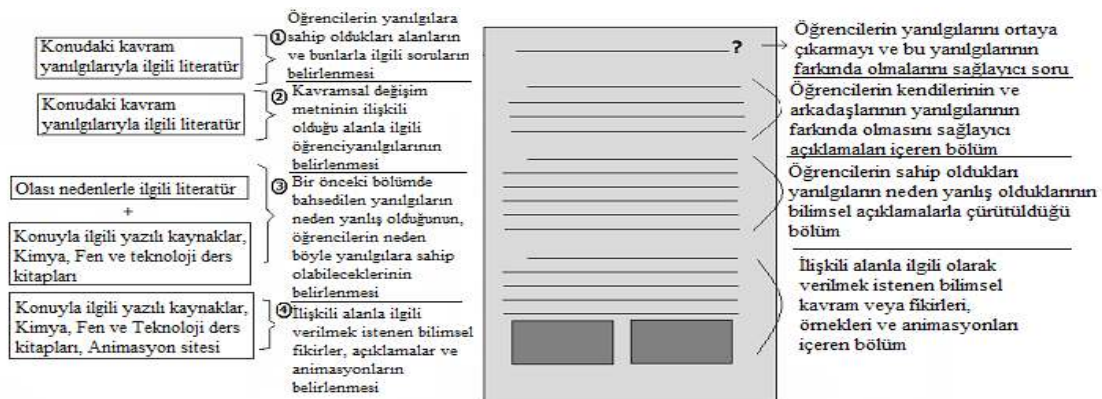 Konudaki kavram
yanılgılarıyla ilgili literatür
Konudaki kavram
yanılgılarıyla ilgili literatür
Olası nedenlerle ilgili literatür
+
Konuyla ilgili yazılı kaynaklar,
Kimya, Fen ve teknoloji ders
kitapları
Konuyla ilgili yazılı kaynaklar,
Kimya, Fen ve Teknoloji ders
kitapları, Animasyon sitesi
Öğrencilerin yanılgılara
① sahip oldukları alanların
ve bunlarla ilgili soruların
belirlenmesi
② Kavramsal değişim
metninin ilişkili
olduğu alanla ilgili
öğrenciyanılgılarının
belirlenmesi
③ Bir önceki bölümde
bahsedilen yanılgıların
neden yanlış olduğunun,
öğrencilerin neden
böyle yanılgılara sahip
olabileceklerinin
belirlenmesi
④ İlişkili alanla ilgili
verilmek istenen bilimsel
fikirler, açıklamalar ve
animasyonların
belirlenmesi
?
Öğrencilerin yanılgılarını ortaya
çıkarmayı ve bu yanılgılarının
farkında olmalarını sağlayıcı soru
Öğrencilerin kendilerinin ve
arkadaşlarının yanılgılarının
farkında olmasını sağlayıcı
açıklamaları içeren bölüm
Öğrencilerin sahip oldukları
yanılgıların neden yanlış olduklarının
bilimsel açıklamalarla çürütüldüğü
bölüm
İlişkili alanla ilgili olarak
verilmek istenen bilimsel
kavram veya fikirleri,
örnekleri ve animasyonları
içeren bölüm